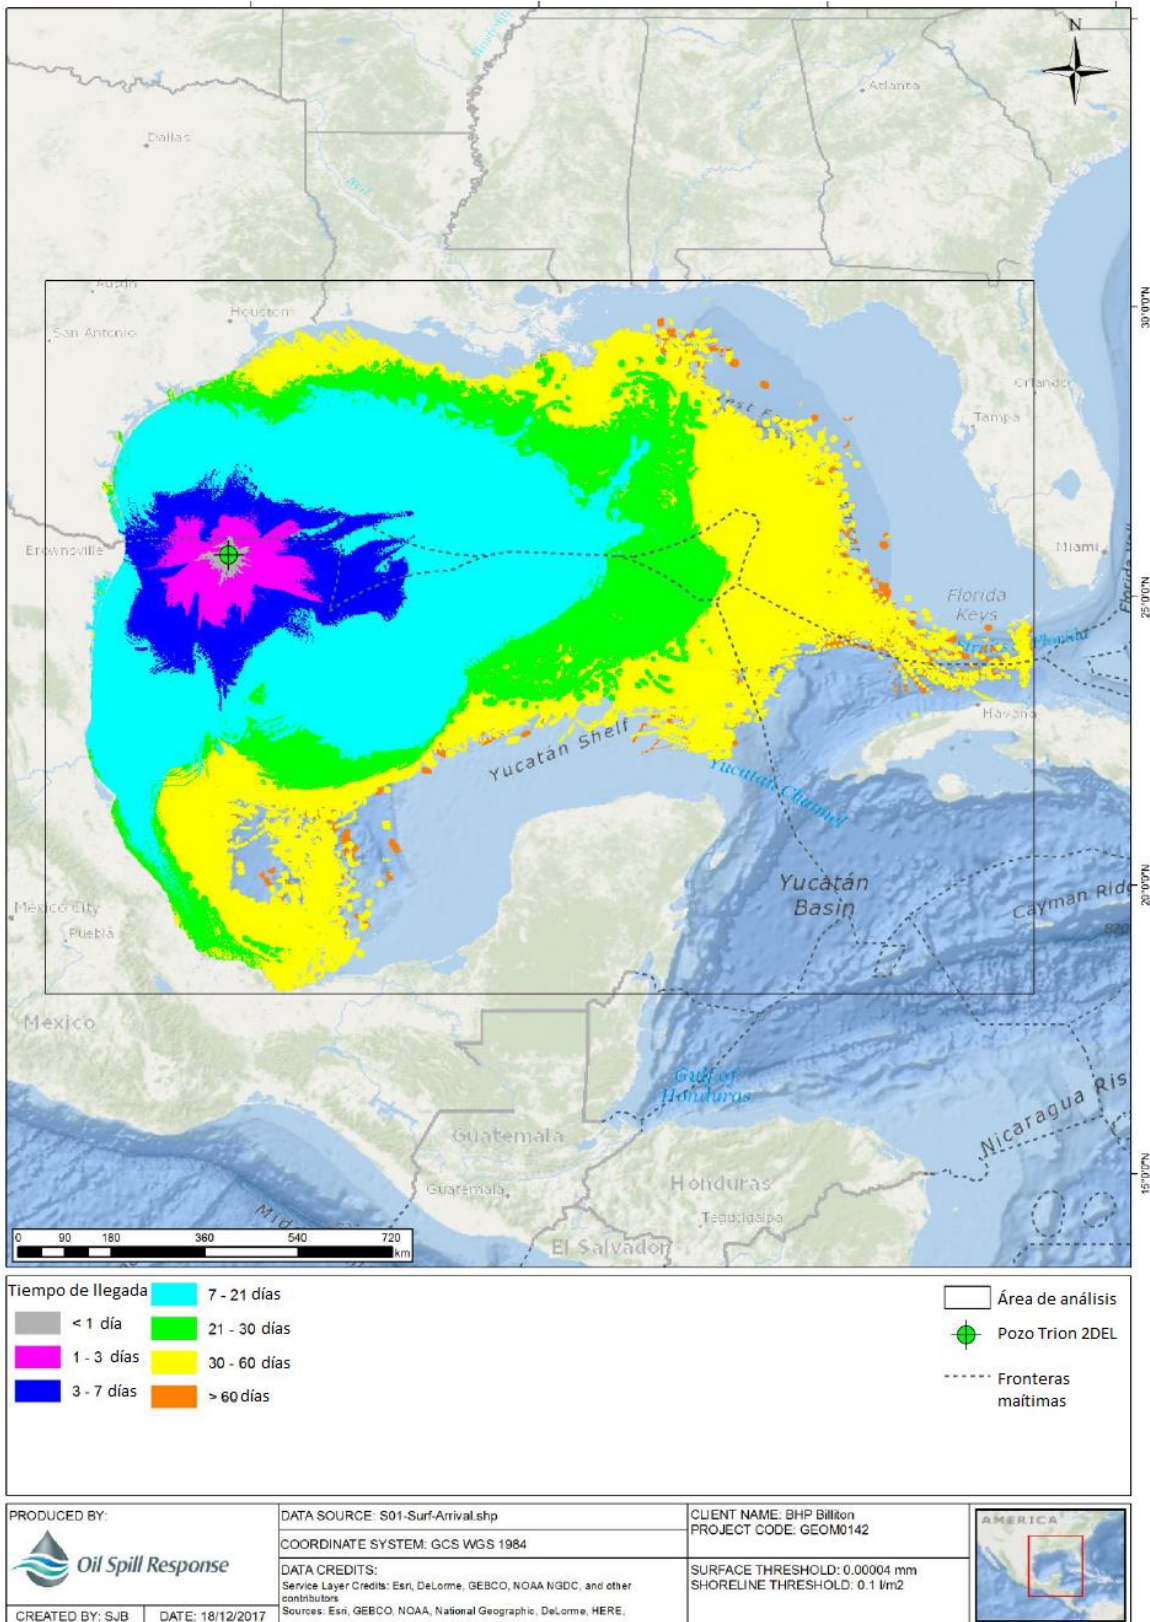 N
Atlanta
Dallas
Austin
Houston
San Antonio
30°0'0"N
Orlando
Tampa
Brownsville
Miami
Florida
Keys
25°0'0"N
Straits Florida
Havana
Yucatán Shelf
Yucatan Channel
Yucatán
Basin
20°0'0"N
Cayman Rid
Mexico City
Puebla
Mexico
Gulf of
Honduras
Nicaragua Ris
15°0'0"N
Guatemala
Guatemala
Honduras
Tegucigalpa
El Salvador
0 90 180 360 540 720
km
Tiempo de llegada
< 1 día
1 - 3 días
3 - 7 días
7 - 21 días
21 - 30 días
30 - 60 días
> 60 días
Área de análisis
Pozo Trion 2DEL
Fronteras
maítimas
PRODUCED BY:
Oil Spill Response
CREATED BY: SJB
DATE: 18/12/2017
DATA SOURCE: S01-Surf-Arrival.shp
COORDINATE SYSTEM: GCS WGS 1984
DATA CREDITS:
Service Layer Credits: Esri, DeLorme, GEBCO, NOAA NGDC, and other
contributors
Sources: Esri, GEBCO, NOAA, National Geographic, DeLorme, HERE,
CLIENT NAME: BHP Billiton
PROJECT CODE: GEOM0142
SURFACE THRESHOLD: 0.00004 mm
SHORELINE THRESHOLD: 0.1 l/m2
AMERICA